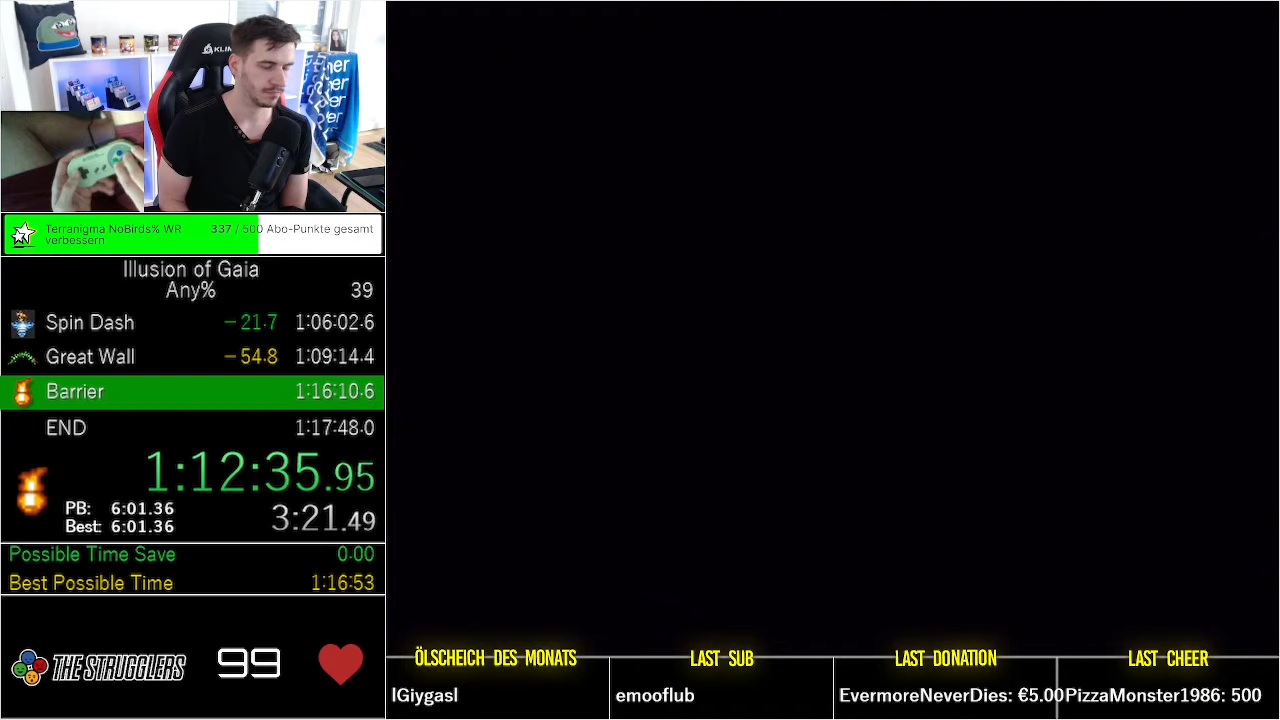 KLIM
Terranigma NoBirds% WR verbessern
337 / 500 Abo-Punkte gesamt
Illusion of Gaia
Any% 39
Spin Dash −21.7 1:06:02.6
Great Wall −54.8 1:09:14.4
Barrier 1:16:10.6
END 1:17:48.0
1:12:35.95
PB: 6:01.36
Best: 6:01.36
3:21.49
Possible Time Save 0.00
Best Possible Time 1:16:53
THE STRUGGLERS 99
ÖLSCHEICH DES MONATS
lGiygasl
LAST SUB
emooflub
LAST DONATION
EvermoreNeverDies: €5.00
LAST CHEER
PizzaMonster1986: 500